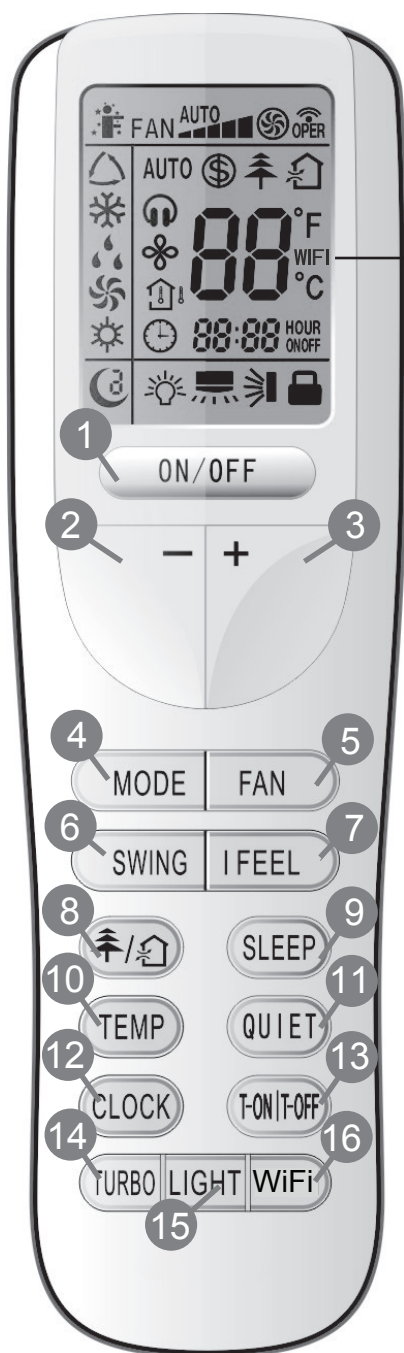 AUTO
FAN OPER
AUTO
88 °F
WIFI
°C
88:88 HOUR
ON OFF
1
ON/OFF
2 3
- +
4 5
MODE FAN
6 7
SWING I FEEL
8 9
/ SLEEP
10 11
TEMP QUIET
12 13
CLOCK T-ON|T-OFF
14 16
TURBO LIGHT WiFi
15